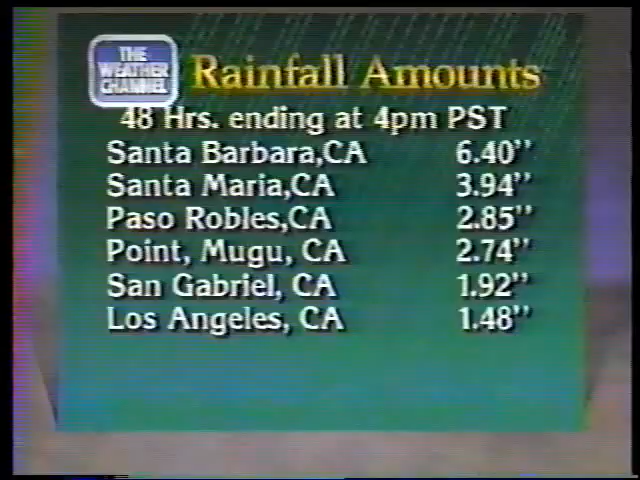 THE
WEATHER
CHANNEL
Rainfall Amounts
48 Hrs. ending at 4pm PST
Santa Barbara,CA 6.40"
Santa Maria,CA 3.94"
Paso Robles,CA 2.85"
Point, Mugu, CA 2.74"
San Gabriel, CA 1.92"
Los Angeles, CA 1.48"